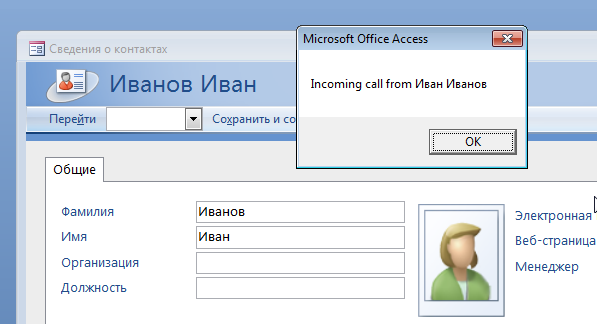 Microsoft Office Access
Incoming call from Иван Иванов
OK
Сведения о контактах
Иванов Иван
Перейти
Сохранить и со
Общие
Фамилия Иванов
Имя Иван
Организация
Должность
Электронная
Веб-страница
Менеджер